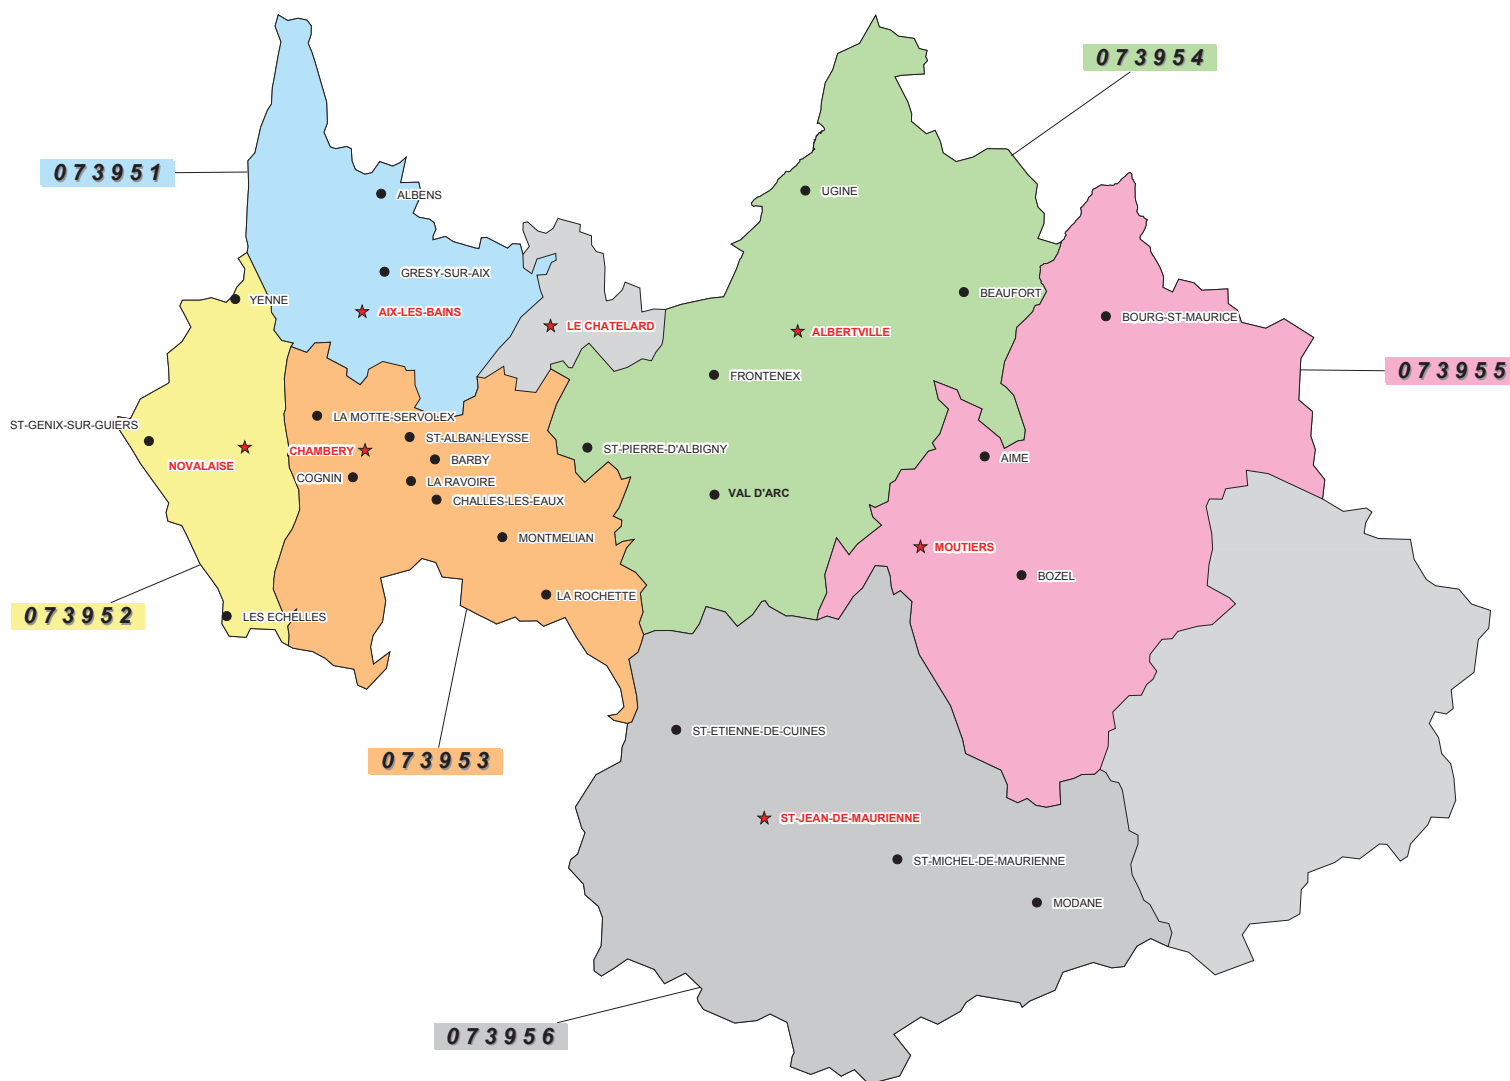 073954
073951
UGINE
ALBENS
GRESY-SUR-AIX
YENNE
BEAUFORT
AIX-LES-BAINS
LE CHATELARD
ALBERTVILLE
BOURG-ST-MAURICE
FRONTENEX
073955
LA MOTTE-SERVOLEX
ST-GENIX-SUR-GUIERS
ST-ALBAN-LEYSSE
CHAMBERY
ST-PIERRE-D'ALBIGNY
NOVALAISE
BARBY
AIME
COGNIN
LA RAVOIRE
VAL D'ARC
CHALLES-LES-EAUX
MONTMELIAN
MOUTIERS
BOZEL
LA ROCHETTE
073952
LES ECHELLES
ST-ETIENNE-DE-CUINES
073953
ST-JEAN-DE-MAURIENNE
ST-MICHEL-DE-MAURIENNE
MODANE
073956